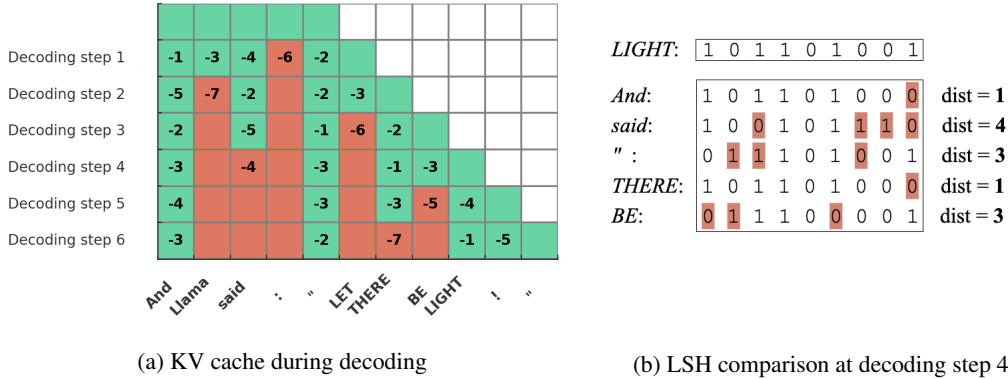 Decoding step 1 -1 -3 -4 -6 -2
Decoding step 2 -5 -7 -2 -2 -3
Decoding step 3 -2 -5 -1 -6 -2
Decoding step 4 -3 -4 -3 -1 -3
Decoding step 5 -4 -3 -3 -5 -4
Decoding step 6 -3 -2 -7 -1 -5
And Llama said : " LET THERE BE LIGHT ! "
(a) KV cache during decoding
LIGHT: 1 0 1 1 0 1 0 0 1
And: 1 0 1 1 0 1 0 0 0 dist = 1
said: 1 0 0 1 0 1 1 1 0 dist = 4
" : 0 1 1 1 0 1 0 0 1 dist = 3
THERE: 1 0 1 1 0 1 0 0 0 dist = 1
BE: 0 1 1 1 0 0 0 0 1 dist = 3
(b) LSH comparison at decoding step 4